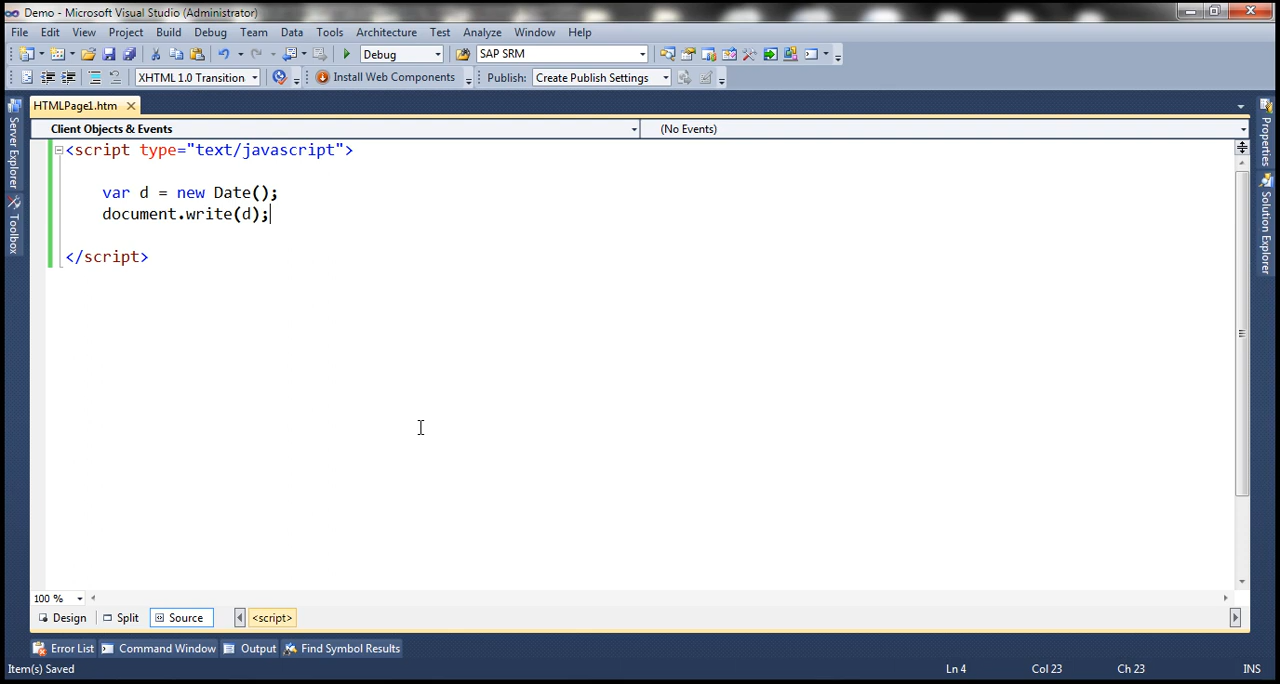 Demo - Microsoft Visual Studio (Administrator)
File Edit View Project Build Debug Team Data Tools Architecture Test Analyze Window Help
Debug SAP SRM
XHTML 1.0 Transition Install Web Components Publish: Create Publish Settings
HTMLPage1.htm
Client Objects & Events (No Events)
<script type="text/javascript">
var d = new Date();
document.write(d);
</script>
Server Explorer
Toolbox
Properties
Solution Explorer
100 %
Design Split Source <script>
Error List Command Window Output Find Symbol Results
Item(s) Saved Ln 4 Col 23 Ch 23 INS